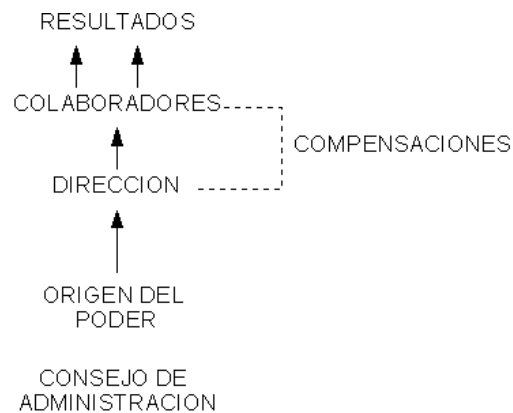 RESULTADOS
COLABORADORES
COMPENSACIONES
DIRECCION
ORIGEN DEL
PODER
CONSEJO DE
ADMINISTRACION